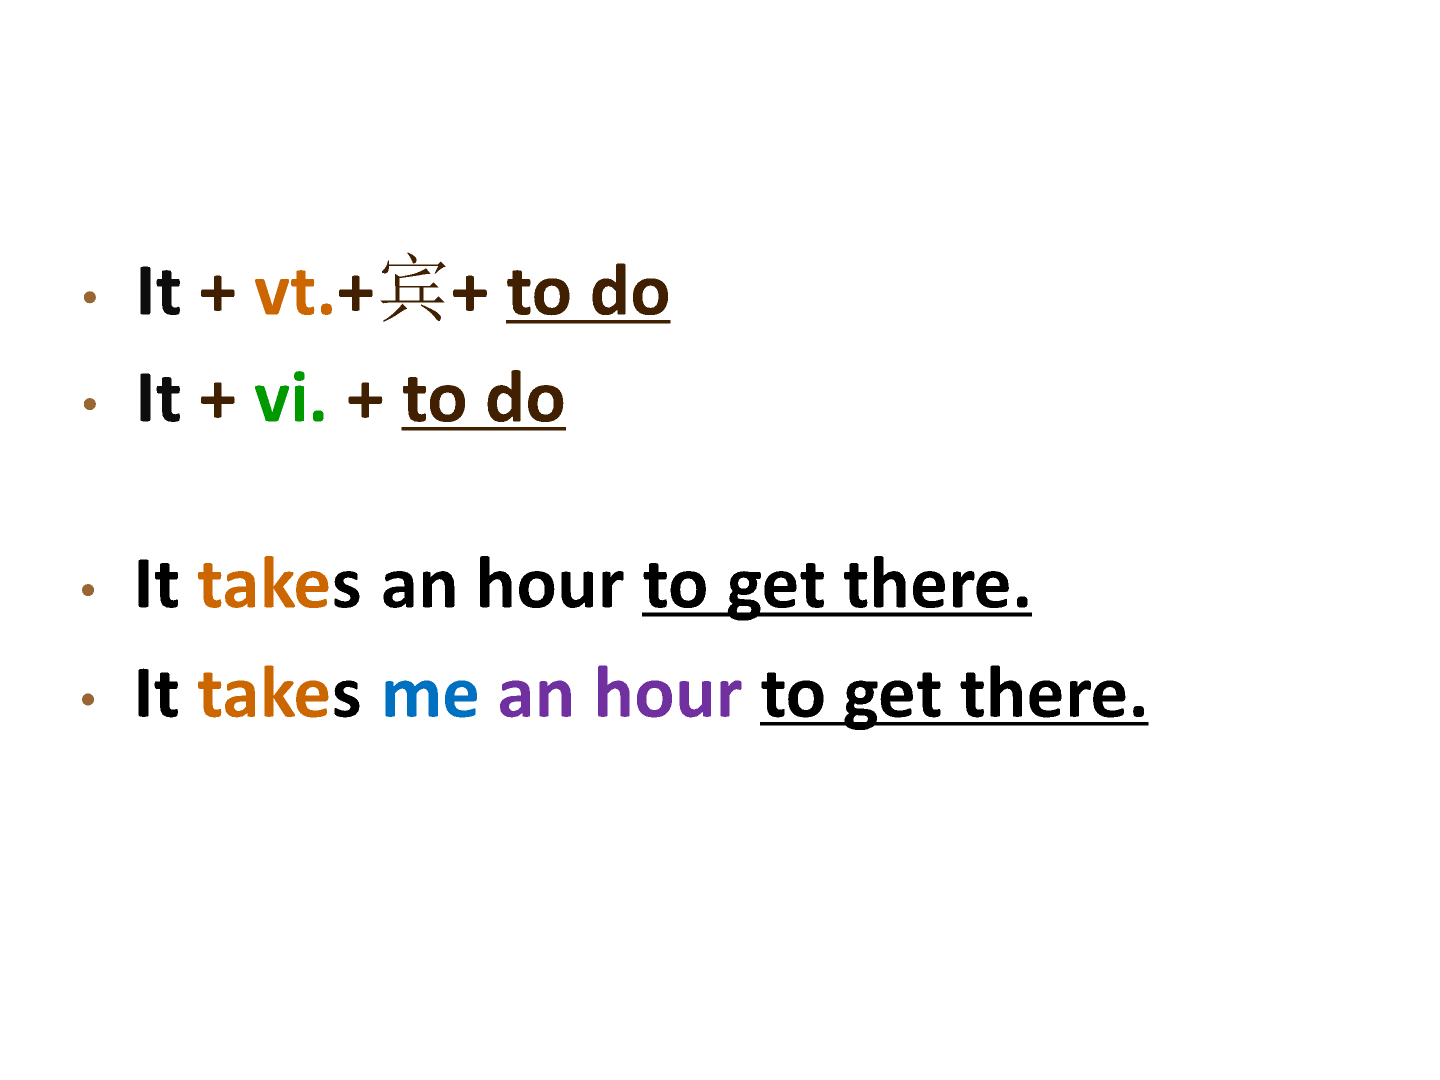 • It + vt.+宾+ to do
• It + vi. + to do
• It takes an hour to get there.
• It takes me an hour to get there.